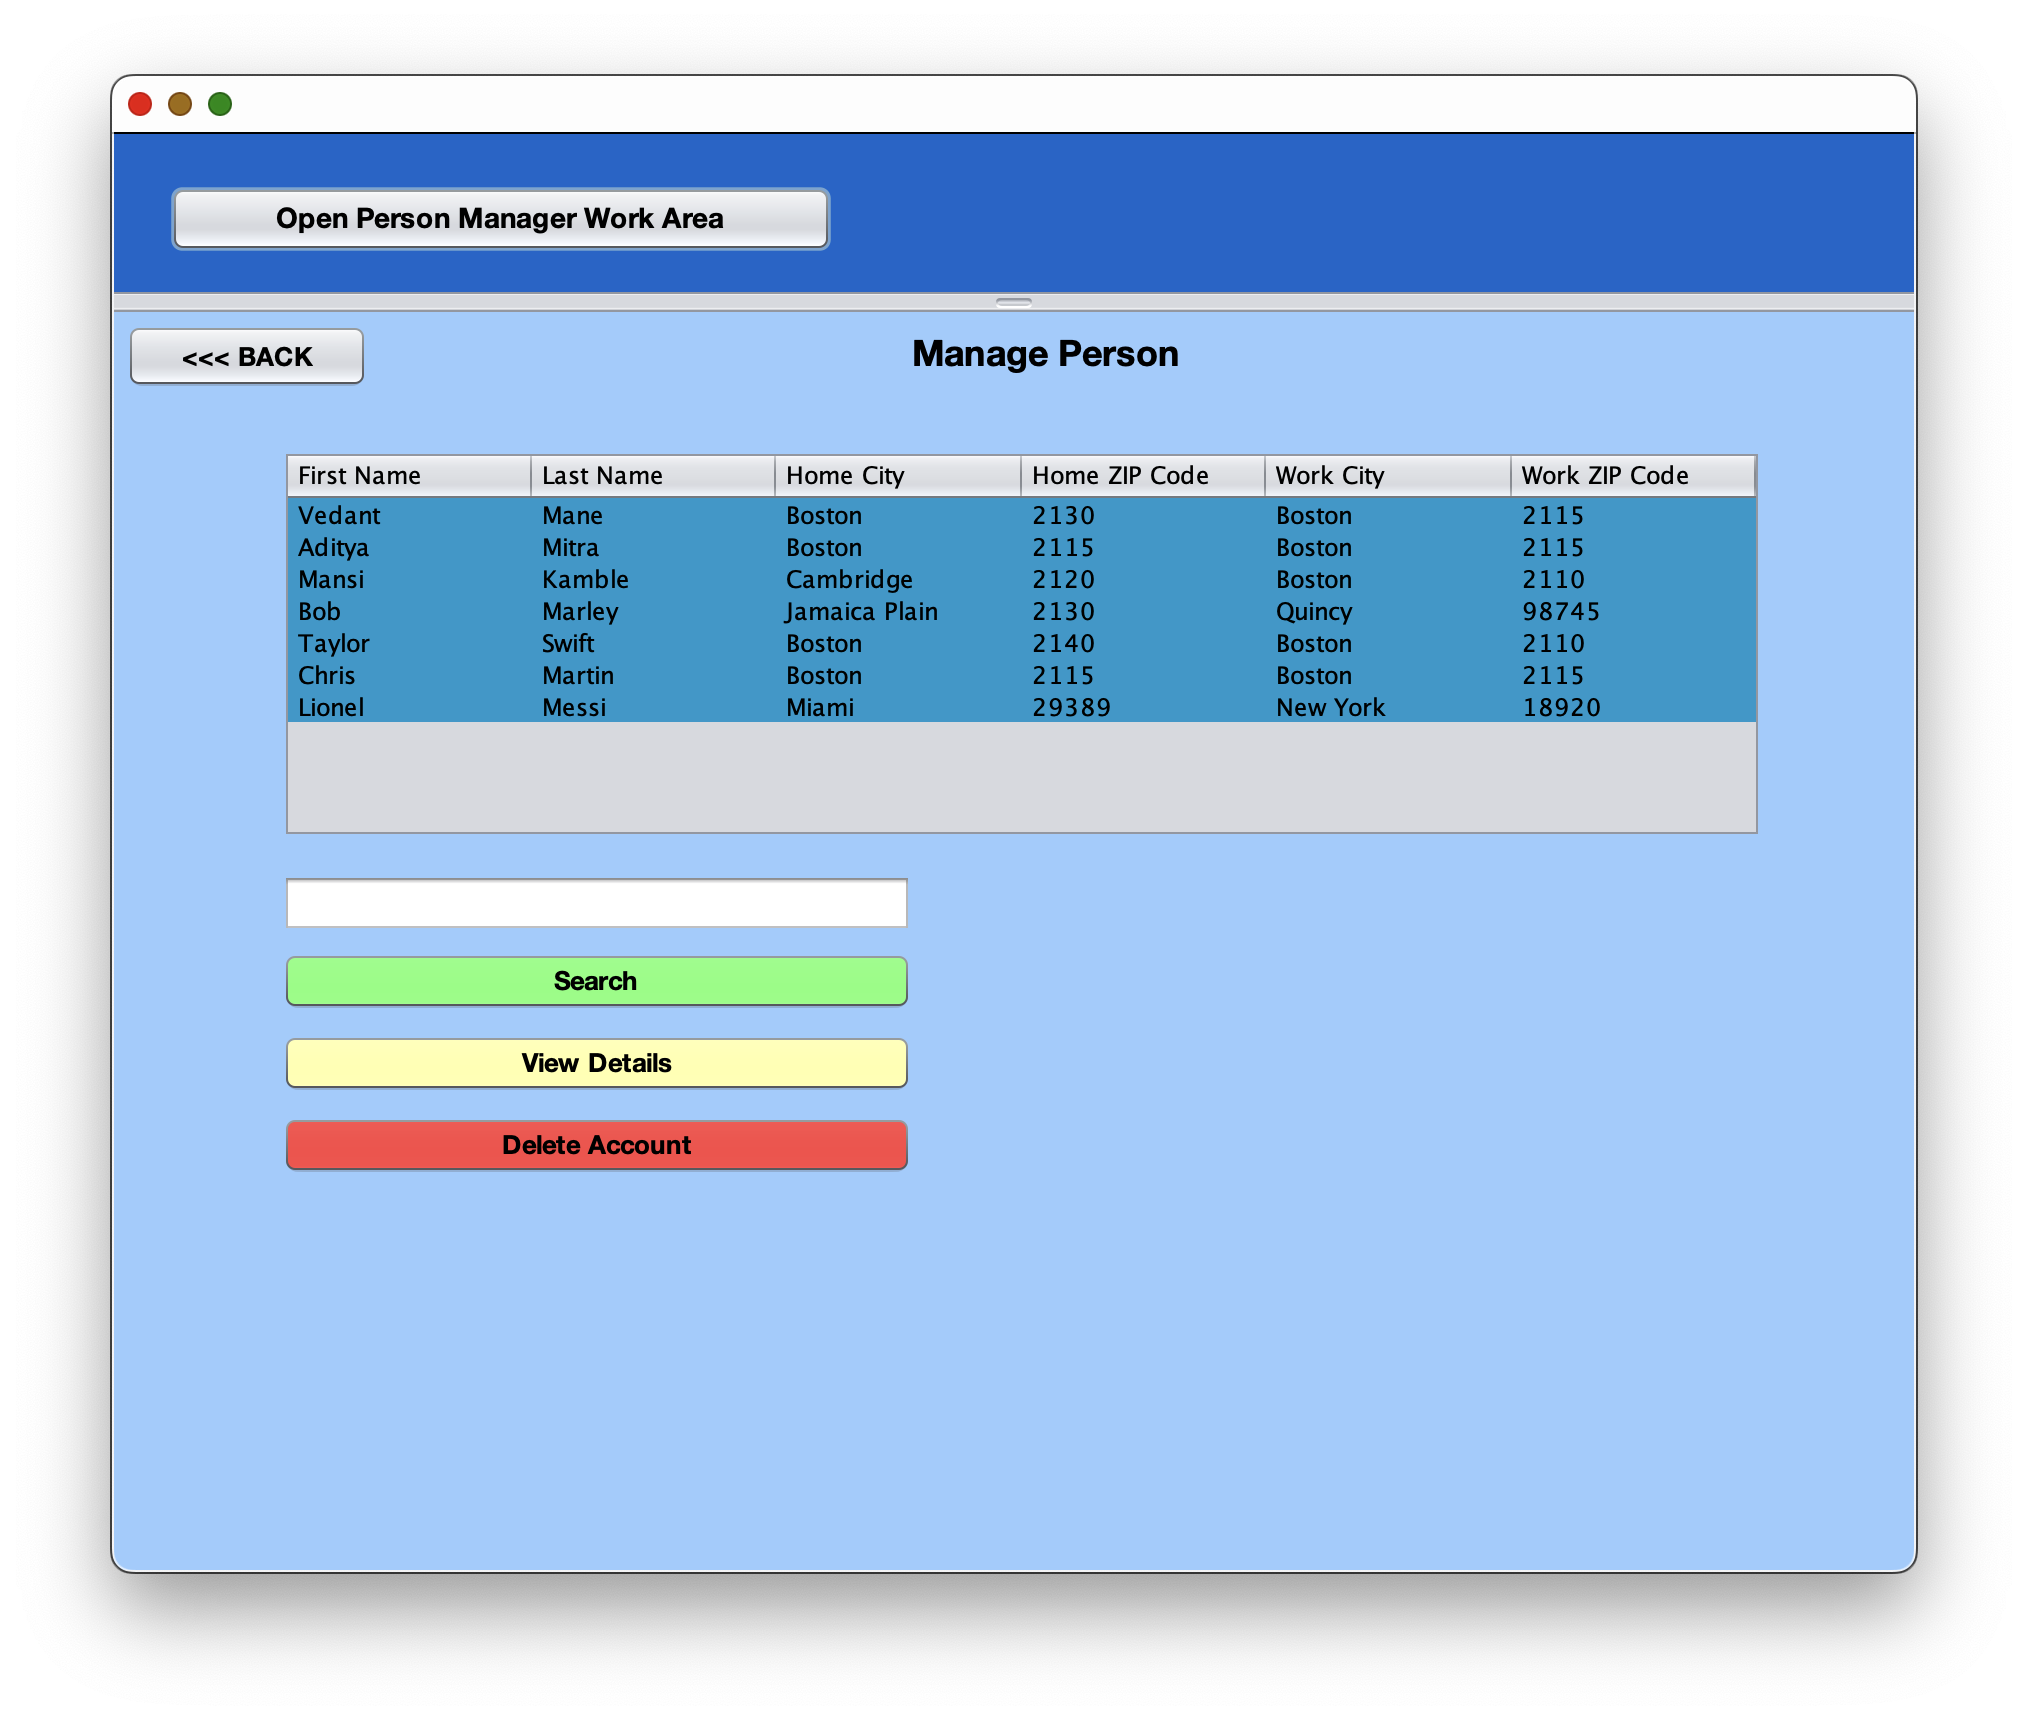 Open Person Manager Work Area
<<< BACK
Manage Person
First Name Last Name Home City Home ZIP Code Work City Work ZIP Code
Vedant Mane Boston 2130 Boston 2115
Aditya Mitra Boston 2115 Boston 2115
Mansi Kamble Cambridge 2120 Boston 2110
Bob Marley Jamaica Plain 2130 Quincy 98745
Taylor Swift Boston 2140 Boston 2110
Chris Martin Boston 2115 Boston 2115
Lionel Messi Miami 29389 New York 18920
Search
View Details
Delete Account